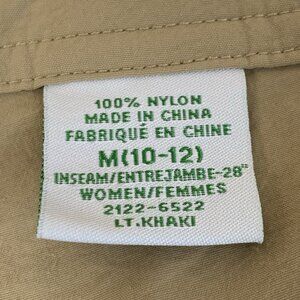 100% NYLON
MADE IN CHINA
FABRIQUÉ EN CHINE
M(10-12)
INSEAM/ENTREJAMBE-28"
WOMEN/FEMMES
2122-6522
LT.KHAKI